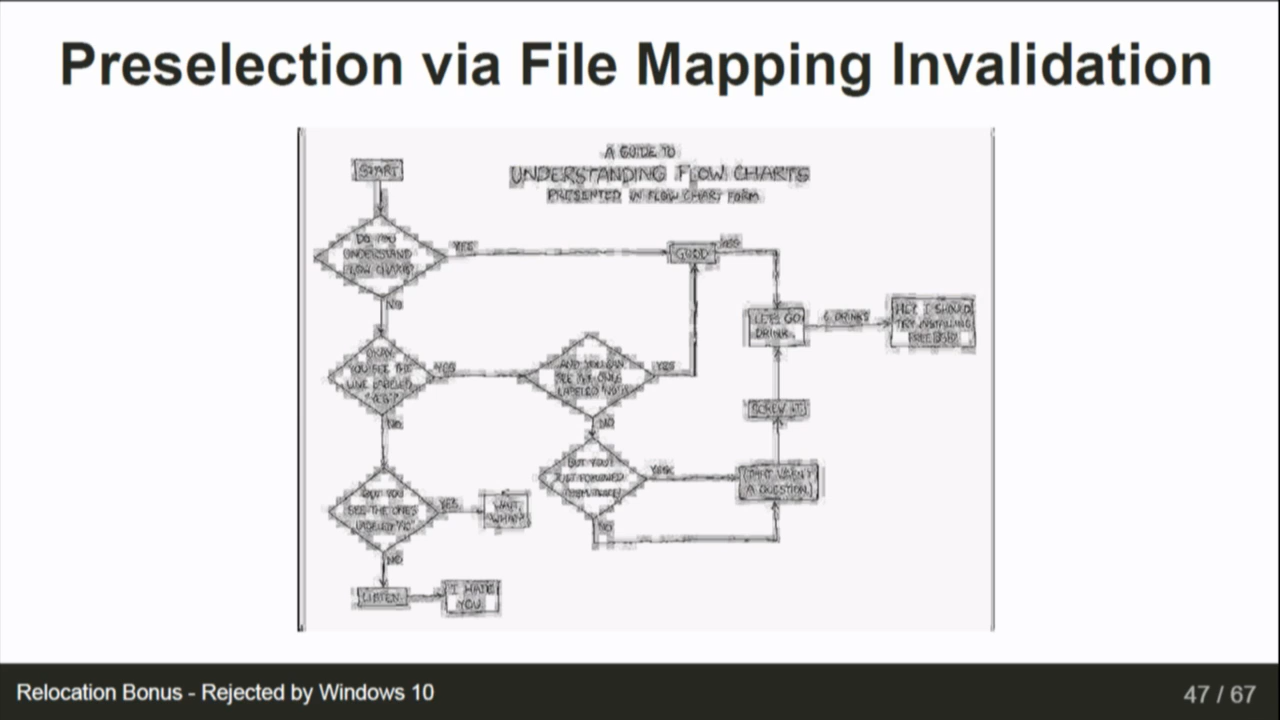 Preselection via File Mapping Invalidation
A GUIDE TO
UNDERSTANDING FLOW CHARTS
PRESENTED IN FLOW CHART FORM
START
DO YOU
UNDERSTAND
FLOW CHARTS?
YES
GOOD
NO
LET'S GO
DRINK.
6 DRINKS
HEY, I SHOULD
TRY INSTALLING
FREEBSD!
OKAY.
YOU SEE THE
LINE LABELED
"YES"?
YES
AND YOU CAN
SEE THE ONES
LABELED "NO"?
YES
NO
NO
SCREW IT.
BUT YOU
JUST FOLLOWED
THEM TWICE!
YES
(THAT WASN'T
A QUESTION.)
NO
BUT YOU
SEE THE ONES
LABELED "NO"?
YES
WAIT,
WHAT?
NO
LISTEN.
I HATE
YOU.
Relocation Bonus - Rejected by Windows 10
47 / 67